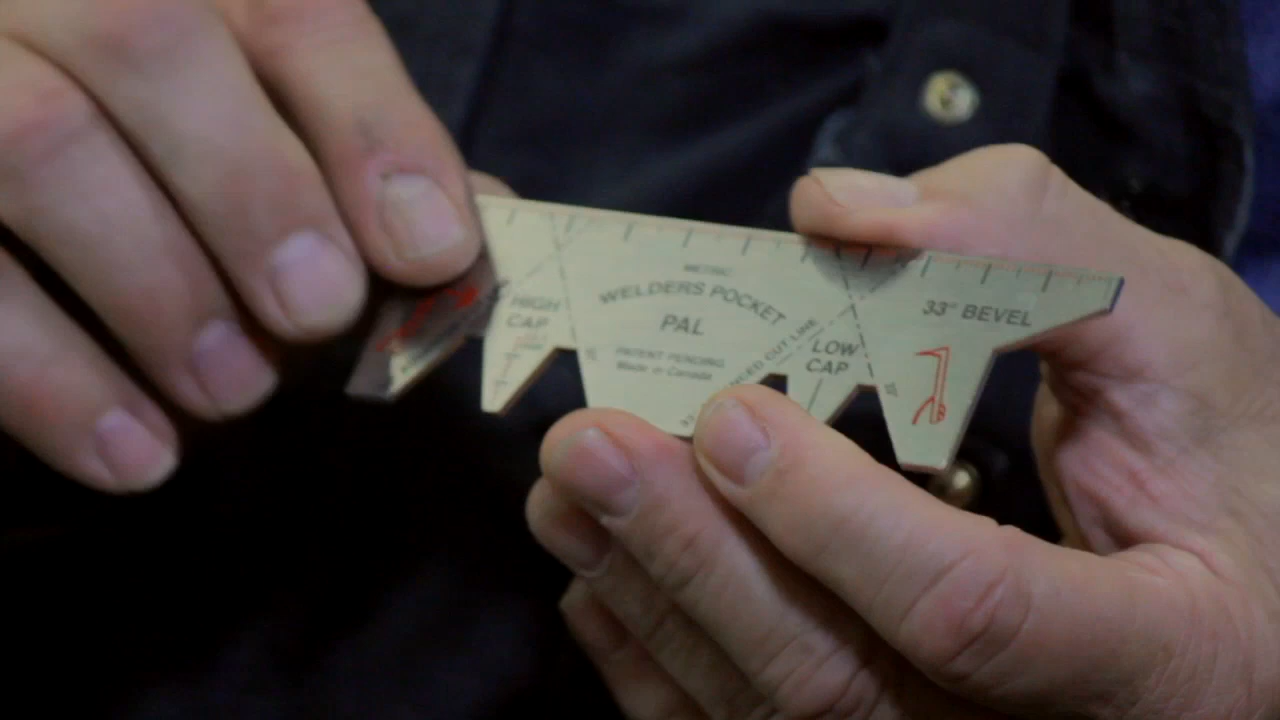 METRIC
WELDERS POCKET
PAL
PATENT PENDING
Made in Canada
HIGH
CAP
LOW
CAP
33° BEVEL